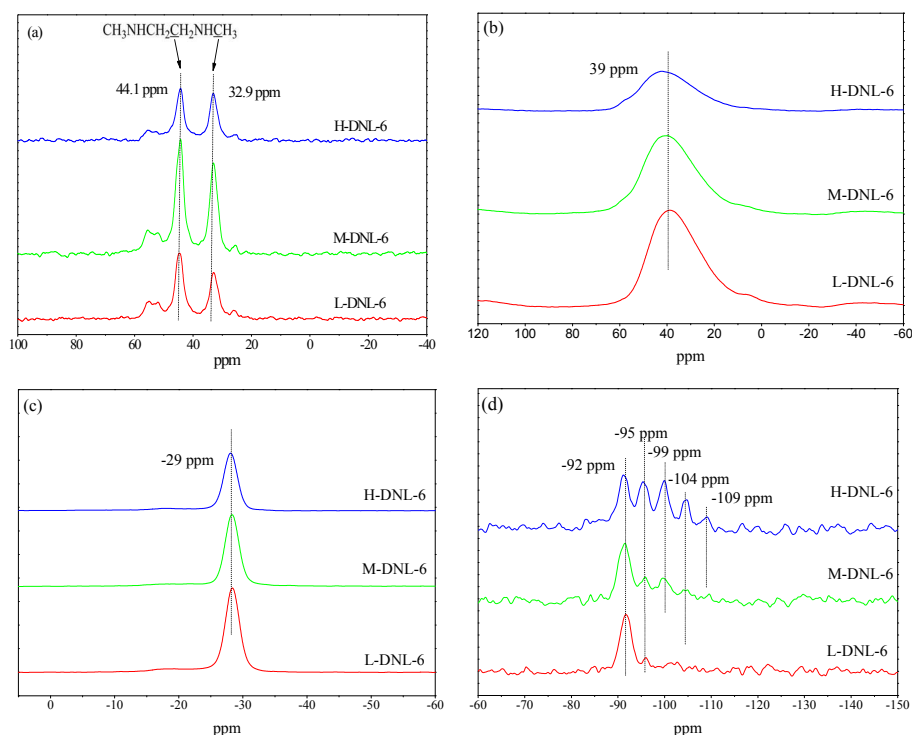 (a)
CH₃NHCH₂CH₂NHCH₃
44.1 ppm
32.9 ppm
H-DNL-6
M-DNL-6
L-DNL-6
100 80 60 40 20 0 -20 -40
ppm
(b)
39 ppm
H-DNL-6
M-DNL-6
L-DNL-6
120 100 80 60 40 20 0 -20 -40 -60
ppm
(c)
-29 ppm
H-DNL-6
M-DNL-6
L-DNL-6
0 -10 -20 -30 -40 -50 -60
ppm
(d)
-95 ppm
-99 ppm
-92 ppm
-104 ppm
-109 ppm
H-DNL-6
M-DNL-6
L-DNL-6
-60 -70 -80 -90 -100 -110 -120 -130 -140 -150
ppm